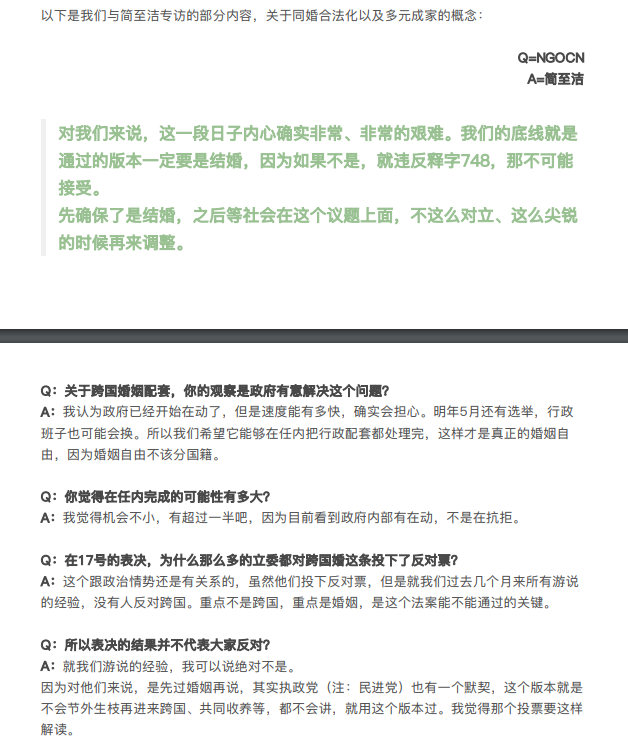 以下是我们与简至洁专访的部分内容，关于同婚合法化以及多元成家的概念：
Q=NGOCN
A=简至洁
对我们来说，这一段日子内心确实非常、非常的艰难。我们的底线就是
通过的版本一定要是结婚，因为如果不是，就违反释字748，那不可能
接受。
先确保了是结婚，之后等社会在这个议题上面，不这么对立、这么尖锐
的时候再来调整。
Q：关于跨国婚姻配套，你的观察是政府有意解决这个问题？
A：我认为政府已经开始在动了，但是速度能有多快，确实会担心。明年5月还有选举，行政
班子也可能会换。所以我们希望它能够在任内把行政配套都处理完，这样才是真正的婚姻自
由，因为婚姻自由不该分国籍。
Q：你觉得在任内完成的可能性有多大？
A：我觉得机会不小，有超过一半吧，因为目前看到政府内部有在动，不是在抗拒。
Q：在17号的表决，为什么那么多的立委都对跨国婚这条投下了反对票？
A：这个跟政治情势还是有关系的，虽然他们投下反对票，但是就我们过去几个月来所有游说
的经验，没有人反对跨国。重点不是跨国，重点是婚姻，是这个法案能不能通过的关键。
Q：所以表决的结果并不代表大家反对？
A：就我们游说的经验，我可以说绝对不是。
因为对他们来说，是先过婚姻再说，其实执政党（注：民进党）也有一个默契，这个版本就是
不会节外生枝再进来跨国、共同收养等，都不会讲，就用这个版本过。我觉得那个投票要这样
解读。